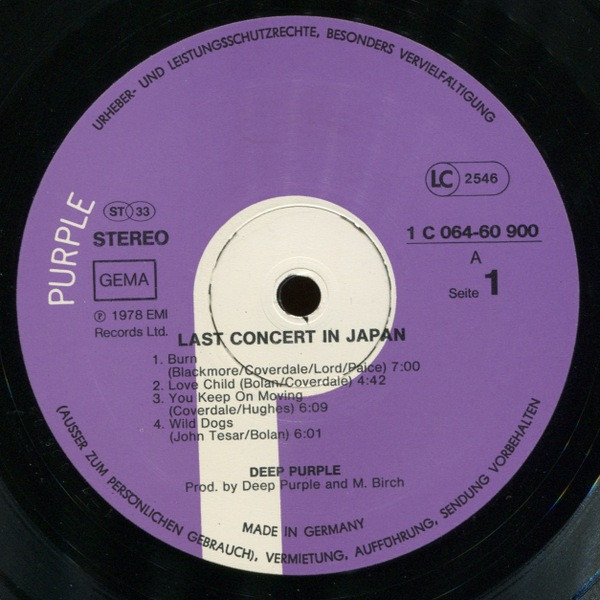 URHEBER- UND LEISTUNGSSCHUTZRECHTE, BESONDERS VERVIELFÄLTIGUNG
PURPLE
ST 33
STEREO
GEMA
℗ 1978 EMI
Records Ltd.
LC 2546
1 C 064-60 900
A
Seite 1
LAST CONCERT IN JAPAN
1. Burn
(Blackmore/Coverdale/Lord/Paice) 7:00
2. Love Child (Bolan/Coverdale) 4:42
3. You Keep On Moving
(Coverdale/Hughes) 6:09
4. Wild Dogs
(John Tesar/Bolan) 6:01
DEEP PURPLE
Prod. by Deep Purple and M. Birch
MADE IN GERMANY
(AUSSER ZUM PERSÖNLICHEN GEBRAUCH), VERMIETUNG, AUFFÜHRUNG, SENDUNG VORBEHALTEN